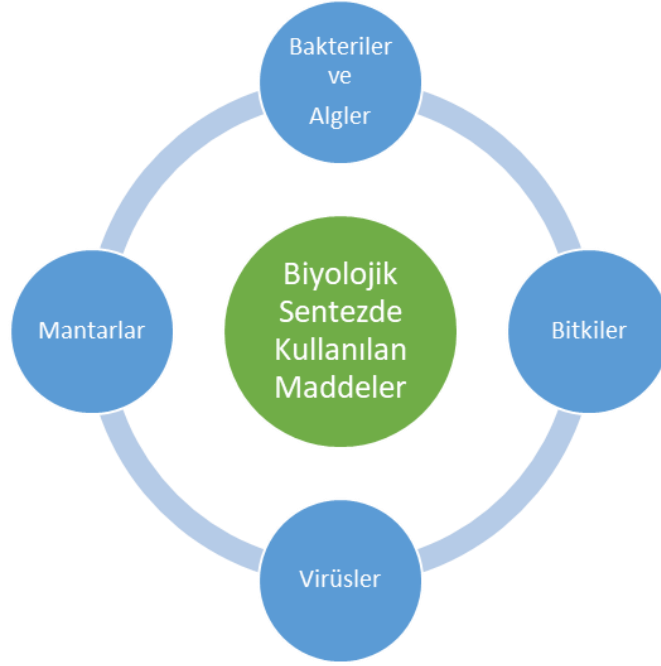 Bakteriler
ve
Algler
Mantarlar
Biyolojik
Sentezde
Kullanılan
Maddeler
Bitkiler
Virüsler